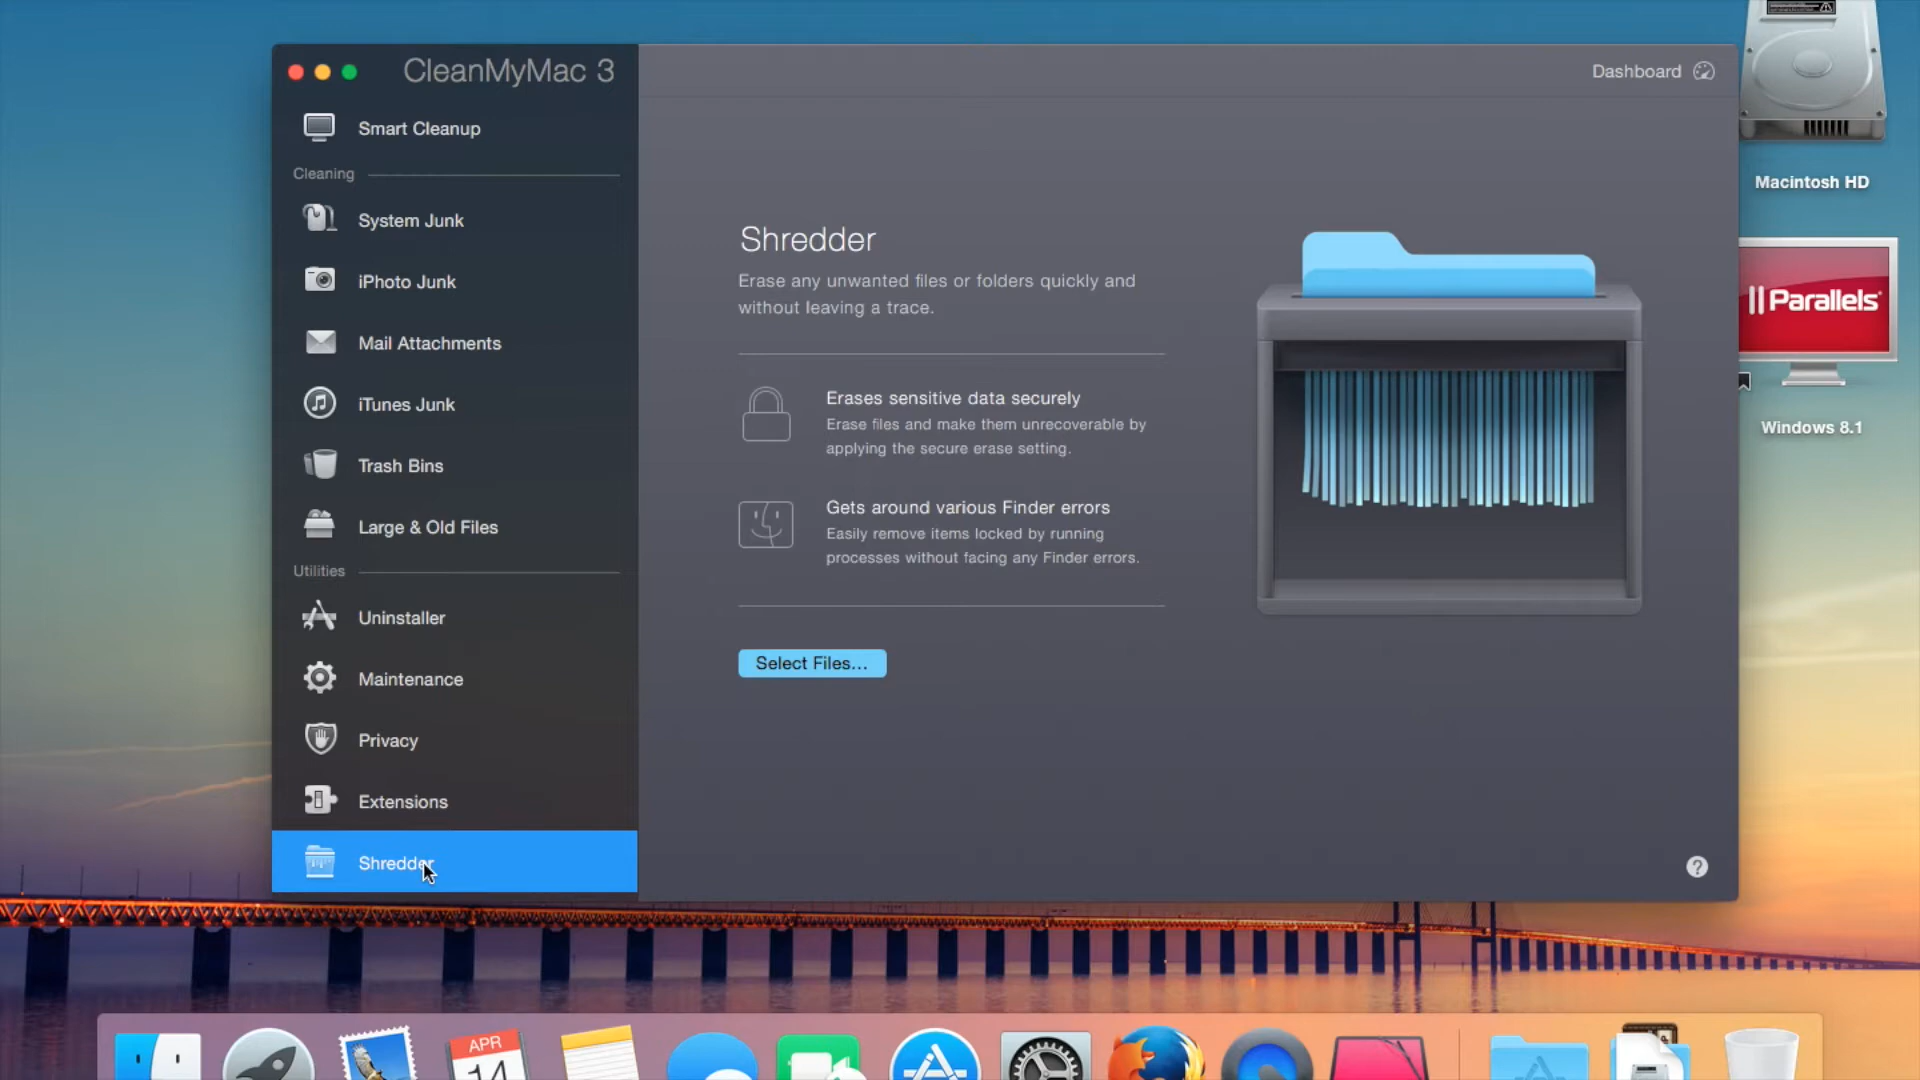 CleanMyMac 3
Dashboard
Smart Cleanup
Cleaning
System Junk
iPhoto Junk
Mail Attachments
iTunes Junk
Trash Bins
Large & Old Files
Utilities
Uninstaller
Maintenance
Privacy
Extensions
Shredder
Shredder
Erase any unwanted files or folders quickly and
without leaving a trace.
Erases sensitive data securely
Erase files and make them unrecoverable by
applying the secure erase setting.
Gets around various Finder errors
Easily remove items locked by running
processes without facing any Finder errors.
Select Files...
?
Macintosh HD
Parallels
Windows 8.1
APR
14